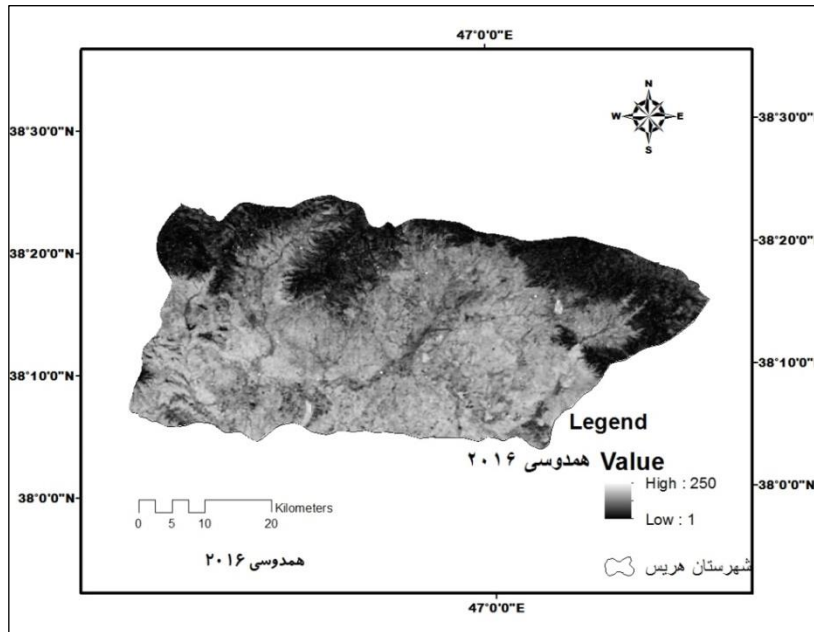 47°0'0"E
N
W E
S
38°30'0"N 38°30'0"N
38°20'0"N 38°20'0"N
38°10'0"N 38°10'0"N
38°0'0"N 38°0'0"N
Legend
همدوسی ۲۰۱۶ Value
High : 250
Low : 1
Kilometers
0 5 10 20
همدوسی ۲۰۱۶
شهرستان هریس
47°0'0"E